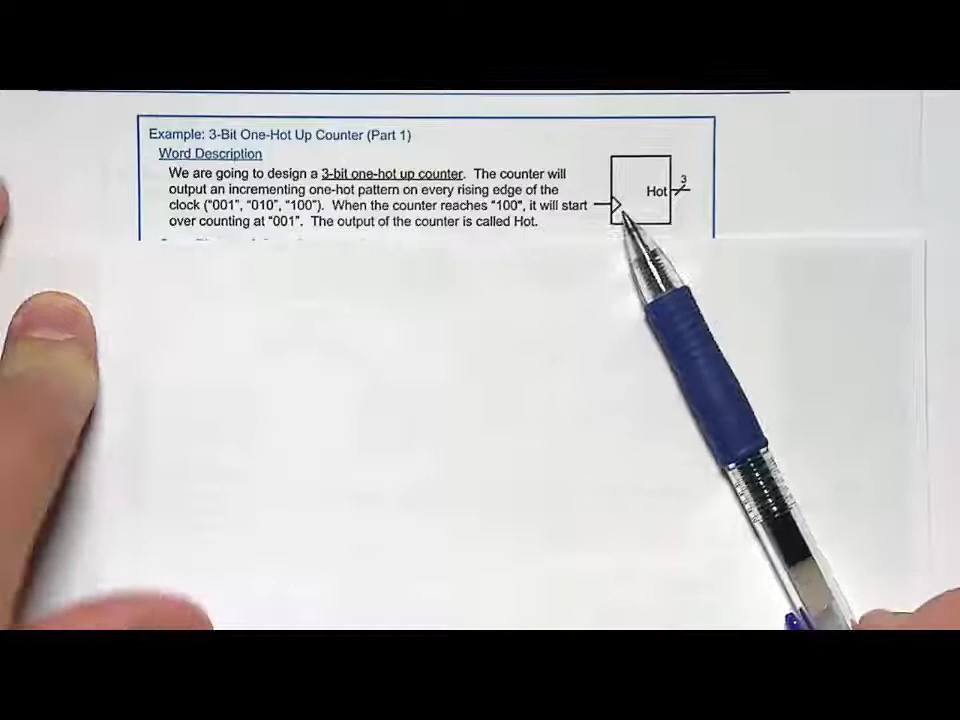 Example: 3-Bit One-Hot Up Counter (Part 1)
Word Description
We are going to design a 3-bit one-hot up counter. The counter will
output an incrementing one-hot pattern on every rising edge of the
clock ("001", "010", "100"). When the counter reaches "100", it will start
over counting at "001". The output of the counter is called Hot.
3
Hot